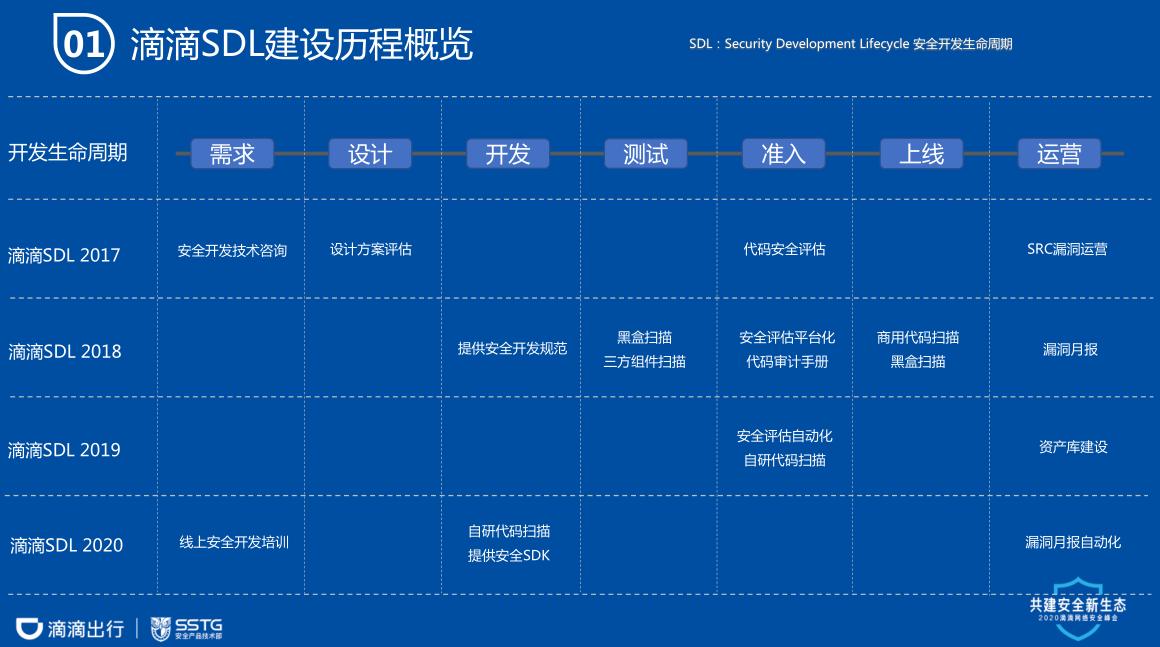 01
滴滴SDL建设历程概览
SDL：Security Development Lifecycle 安全开发生命周期
开发生命周期
需求
设计
开发
测试
准入
上线
运营
滴滴SDL 2017
安全开发技术咨询
设计方案评估
代码安全评估
SRC漏洞运营
滴滴SDL 2018
提供安全开发规范
黑盒扫描
三方组件扫描
安全评估平台化
代码审计手册
商用代码扫描
黑盒扫描
漏洞月报
滴滴SDL 2019
安全评估自动化
自研代码扫描
资产库建设
滴滴SDL 2020
线上安全开发培训
自研代码扫描
提供安全SDK
漏洞月报自动化
滴滴出行
SSTG
安全产品技术部
共建安全新生态
2020滴滴网络安全峰会